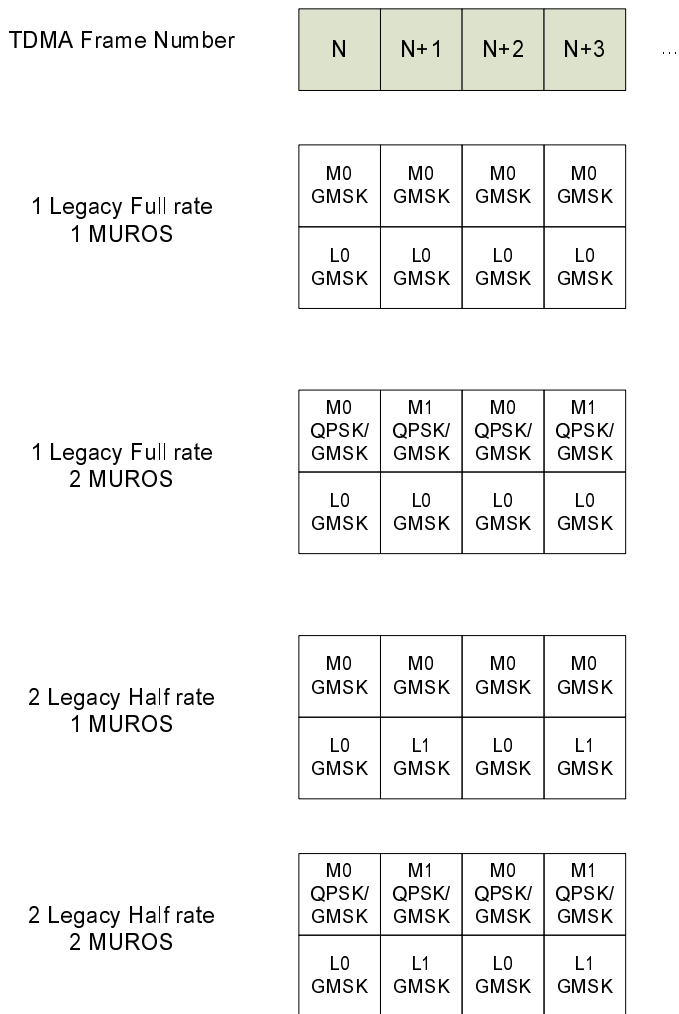 TDMA Frame Number
N N+1 N+2 N+3 ...
1 Legacy Full rate
1 MUROS
M0 M0 M0 M0
GMSK GMSK GMSK GMSK
L0 L0 L0 L0
GMSK GMSK GMSK GMSK
1 Legacy Full rate
2 MUROS
M0 M1 M0 M1
QPSK/ QPSK/ QPSK/ QPSK/
GMSK GMSK GMSK GMSK
L0 L0 L0 L0
GMSK GMSK GMSK GMSK
2 Legacy Half rate
1 MUROS
M0 M0 M0 M0
GMSK GMSK GMSK GMSK
L0 L1 L0 L1
GMSK GMSK GMSK GMSK
2 Legacy Half rate
2 MUROS
M0 M1 M0 M1
QPSK/ QPSK/ QPSK/ QPSK/
GMSK GMSK GMSK GMSK
L0 L1 L0 L1
GMSK GMSK GMSK GMSK